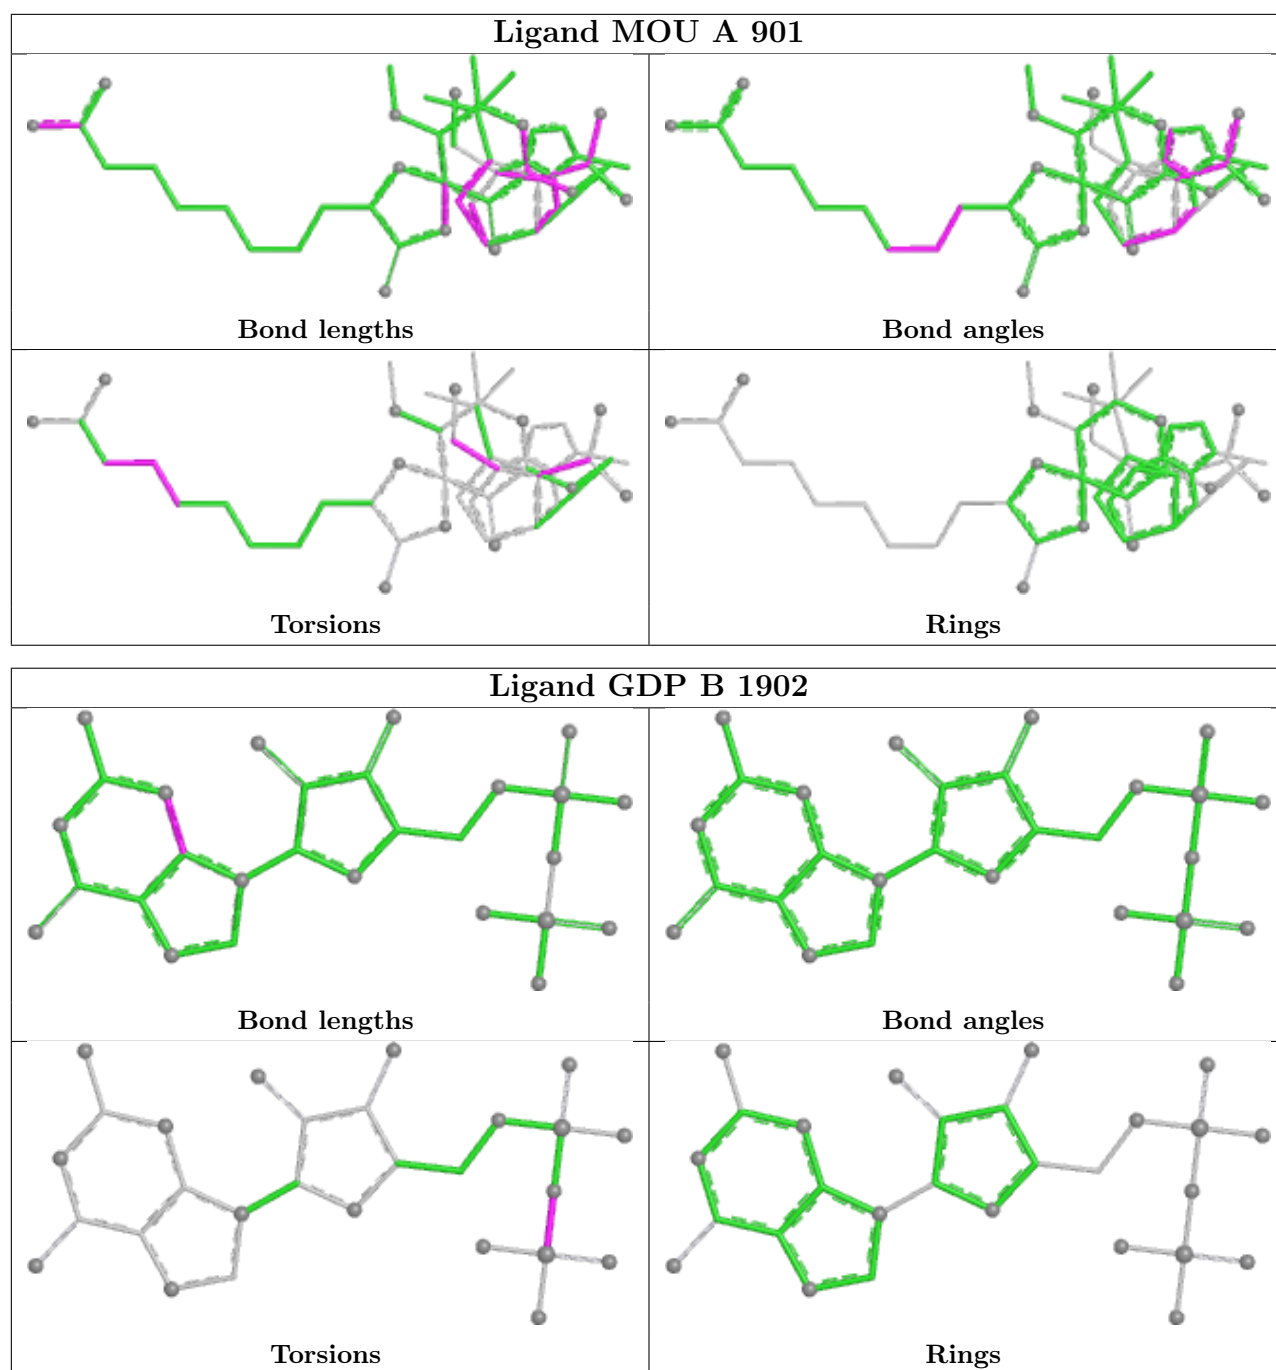 Ligand MOU A 901
Bond lengths
Bond angles
Torsions
Rings
Ligand GDP B 1902
Bond lengths
Bond angles
Torsions
Rings